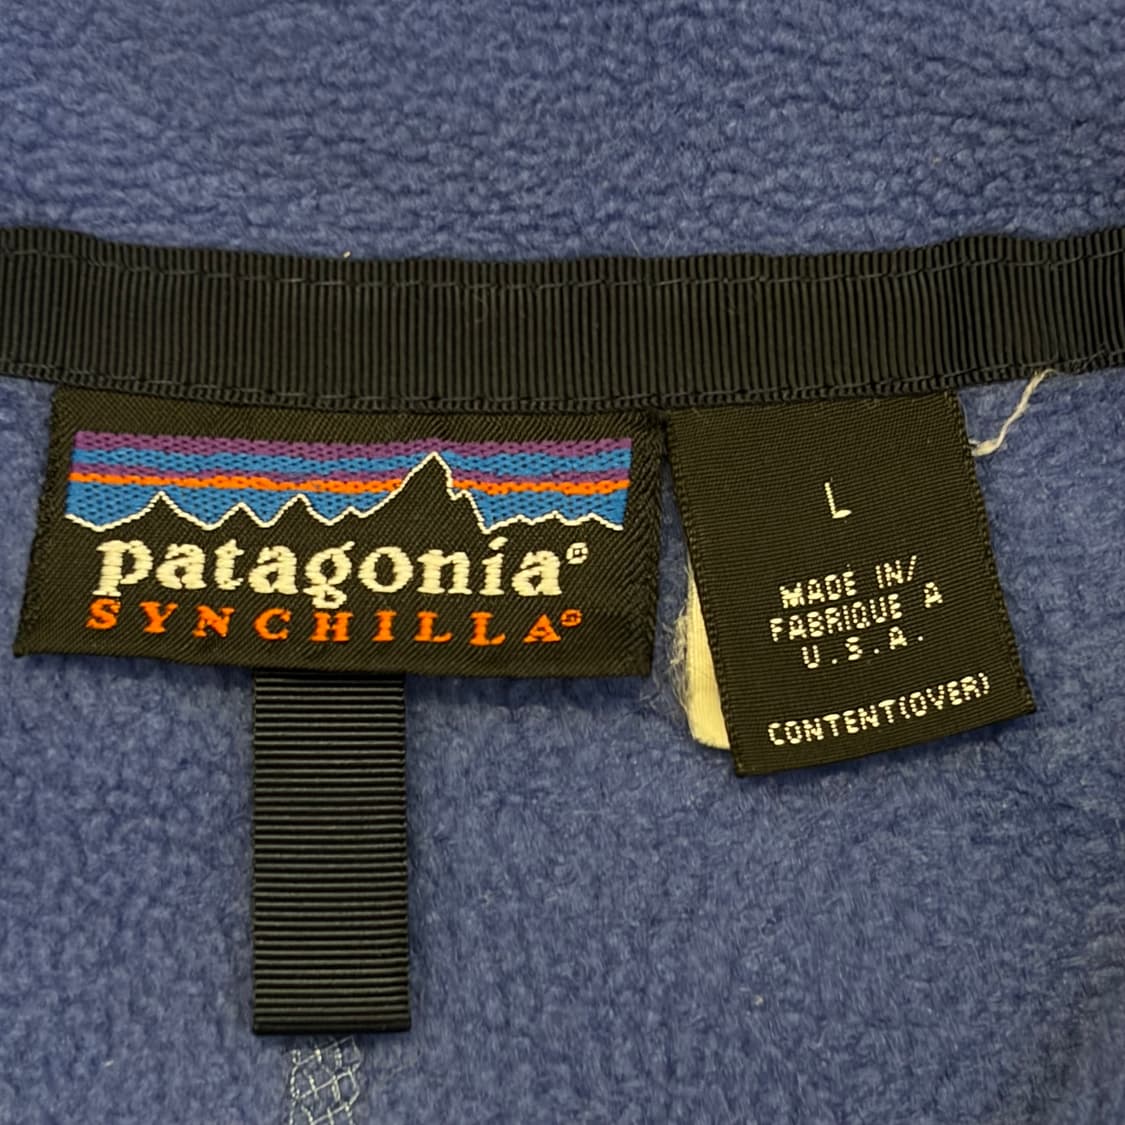 patagonia®
SYNCHILLA®
L
MADE IN/
FABRIQUE A
U.S.A.
CONTENT(OVER)